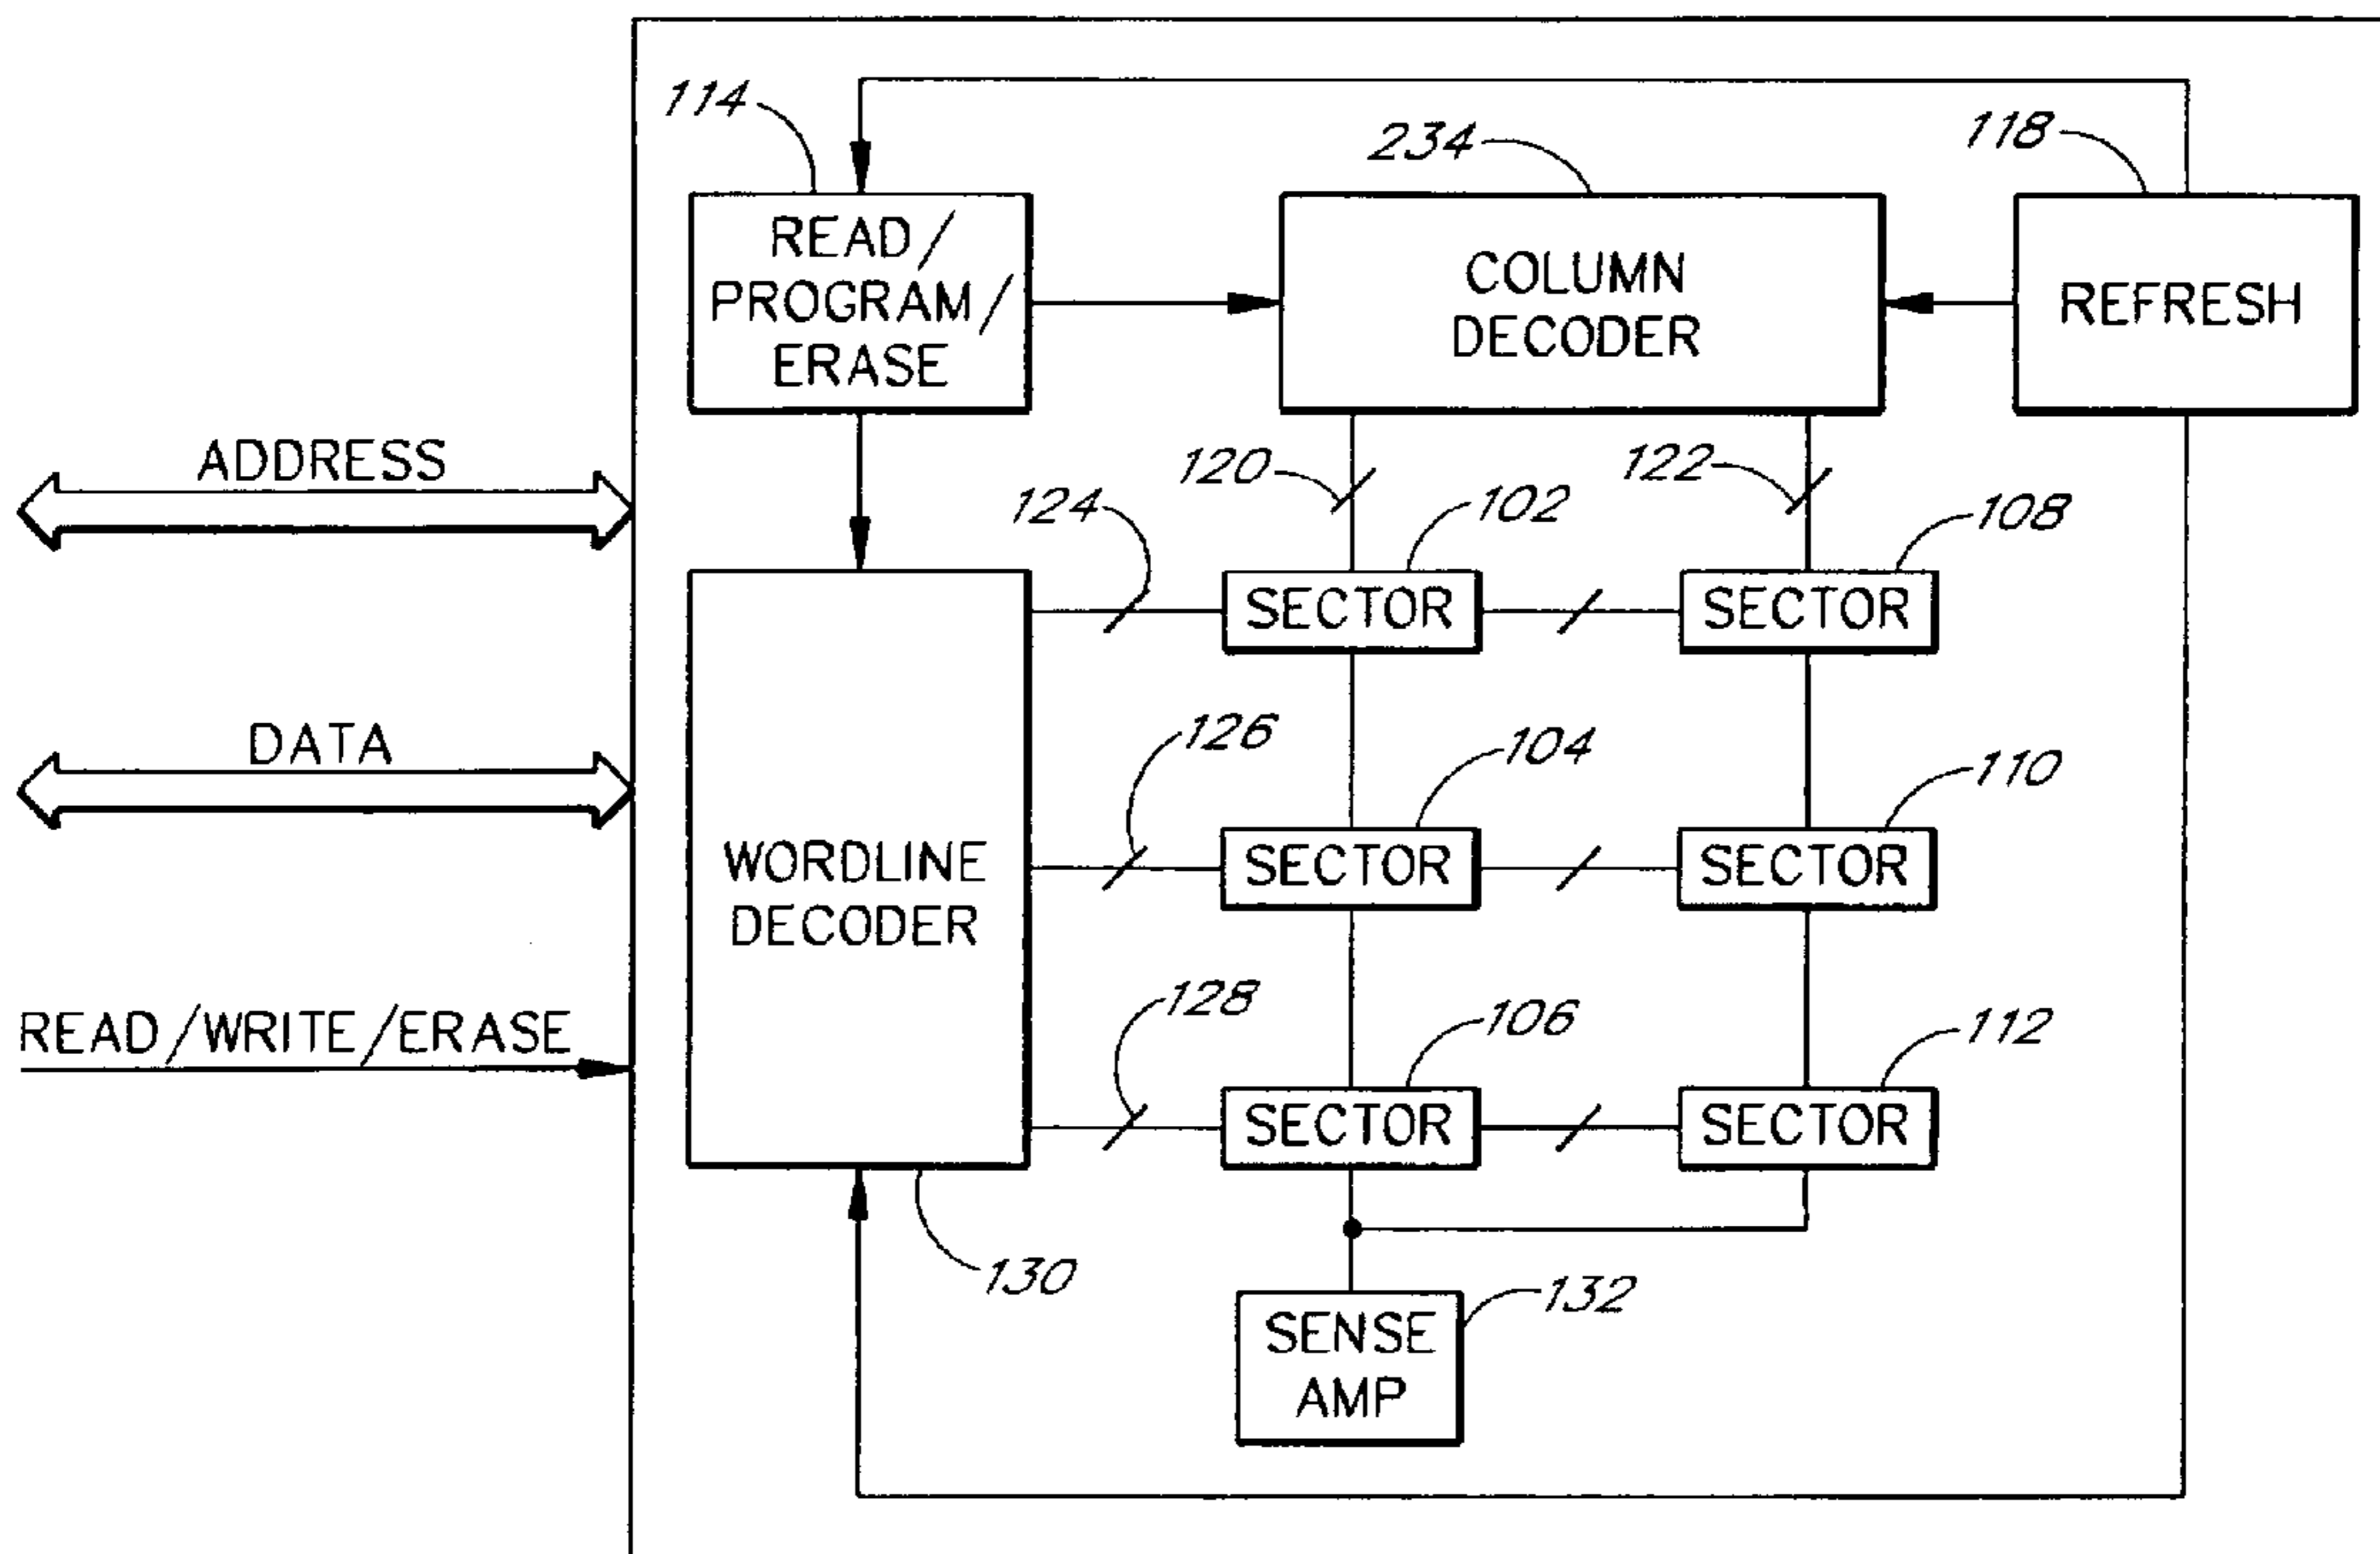 114
234
118
READ/
PROGRAM/
ERASE
COLUMN
DECODER
REFRESH
ADDRESS
120
122
124
102
108
SECTOR
SECTOR
DATA
126
104
110
WORDLINE
DECODER
SECTOR
SECTOR
READ/WRITE/ERASE
128
106
112
SECTOR
SECTOR
130
132
SENSE
AMP